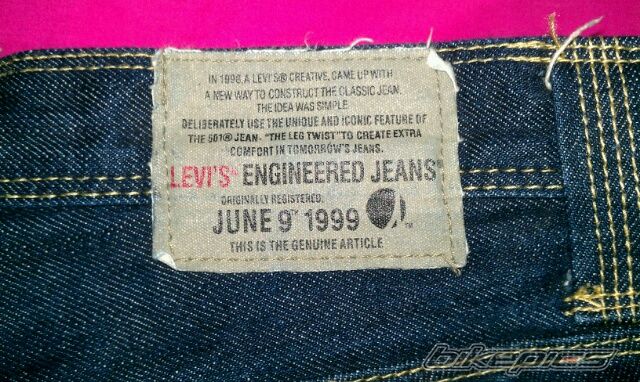 IN 1998, A LEVI'S® CREATIVE, CAME UP WITH
A NEW WAY TO CONSTRUCT THE CLASSIC JEAN.
THE IDEA WAS SIMPLE.
DELIBERATELY USE THE UNIQUE AND ICONIC FEATURE OF
THE 501® JEAN- "THE LEG TWIST" TO CREATE EXTRA
COMFORT IN TOMORROW'S JEANS.
LEVI'S® ENGINEERED JEANS®
ORIGINALLY REGISTERED:
JUNE 9TH 1999 ™
THIS IS THE GENUINE ARTICLE
bikepics